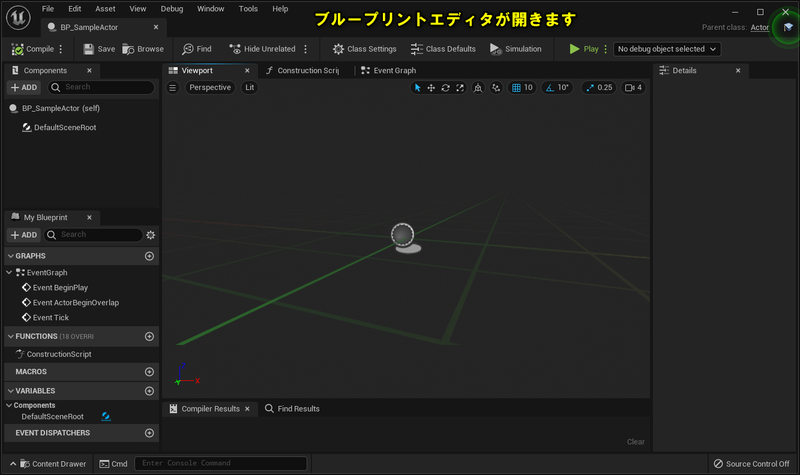 File Edit Asset View Debug Window Tools Help
ブループリントエディタが開きます
BP_SampleActor
Parent class: Actor
Compile Save Browse Find Hide Unrelated Class Settings Class Defaults Simulation Play No debug object selected
Components
ADD Search
BP_SampleActor (self)
DefaultSceneRoot
My Blueprint
ADD Search
GRAPHS
EventGraph
Event BeginPlay
Event ActorBeginOverlap
Event Tick
FUNCTIONS (18 OVERRI
ConstructionScript
MACROS
VARIABLES
Components
DefaultSceneRoot
EVENT DISPATCHERS
Viewport Construction Scrip Event Graph
Perspective Lit 10 10° 0.25 4
X
Compiler Results Find Results
Clear
Details
Content Drawer Cmd Enter Console Command Source Control Off